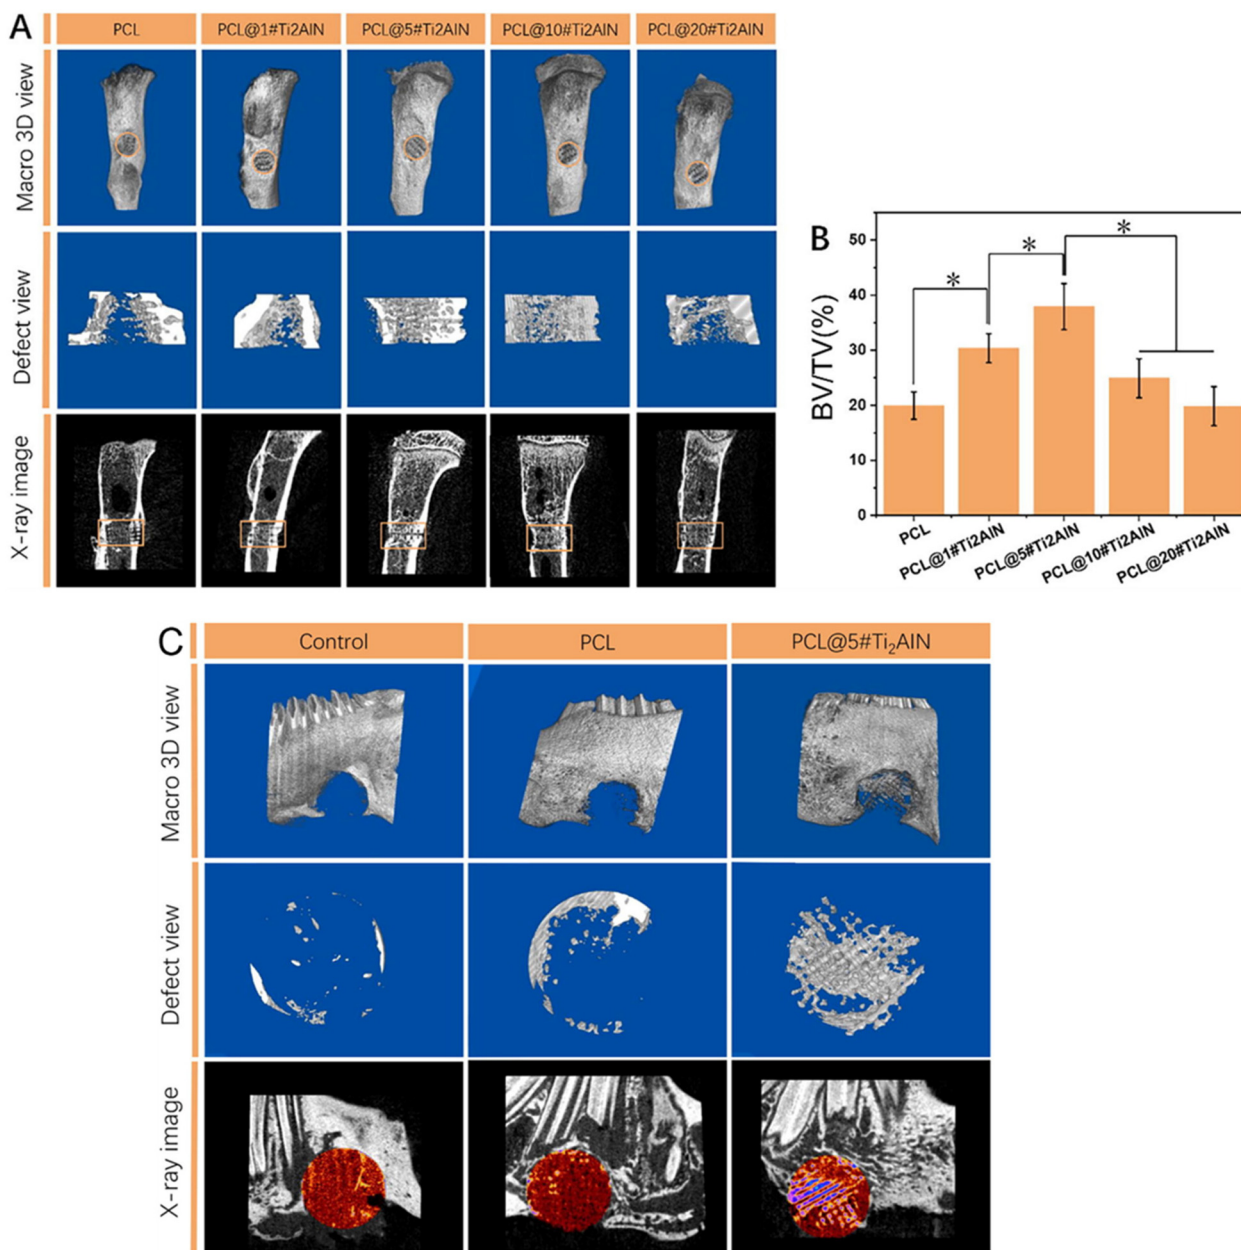 A
PCL
PCL@1#Ti2AlN
PCL@5#Ti2AlN
PCL@10#Ti2AlN
PCL@20#Ti2AlN
Macro 3D view
Defect view
X-ray image
B
BV/TV(%)
50
40
30
20
10
0
*
*
*
PCL
PCL@1#Ti2AlN
PCL@5#Ti2AlN
PCL@10#Ti2AlN
PCL@20#Ti2AlN
C
Control
PCL
PCL@5#Ti₂AlN
Macro 3D view
Defect view
X-ray image